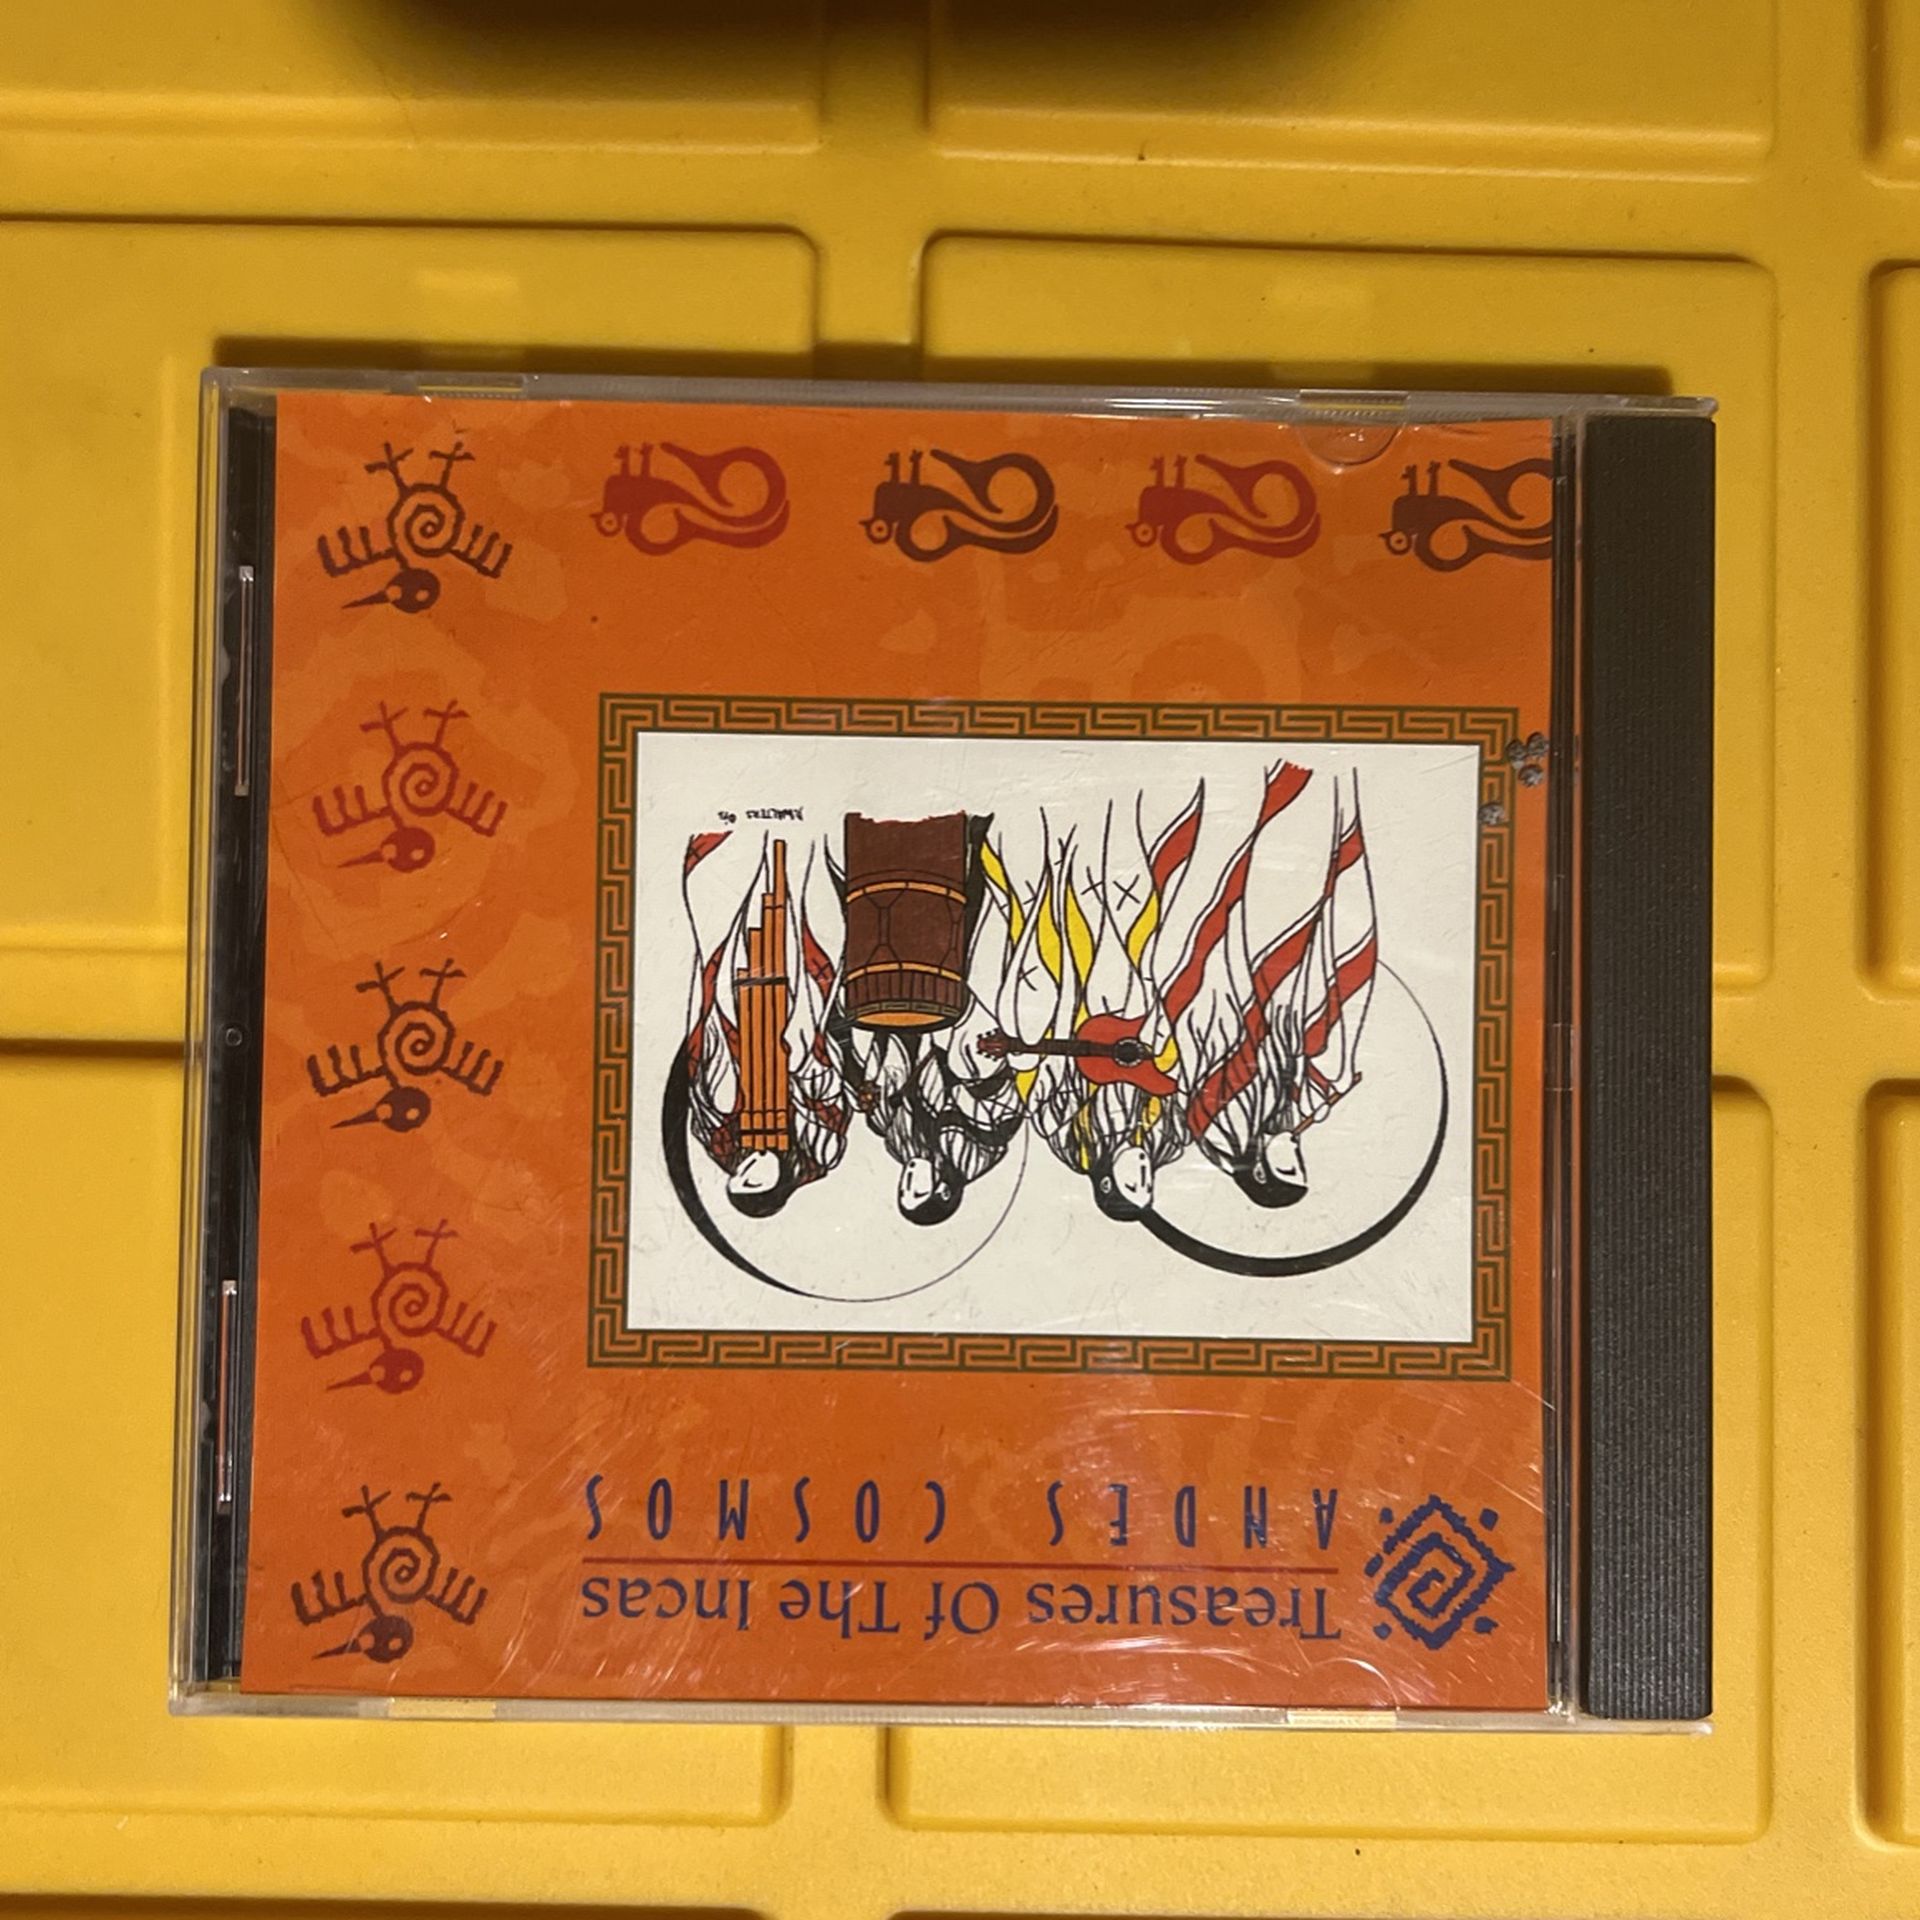 Treasures Of The Incas
ANDES COSMOS